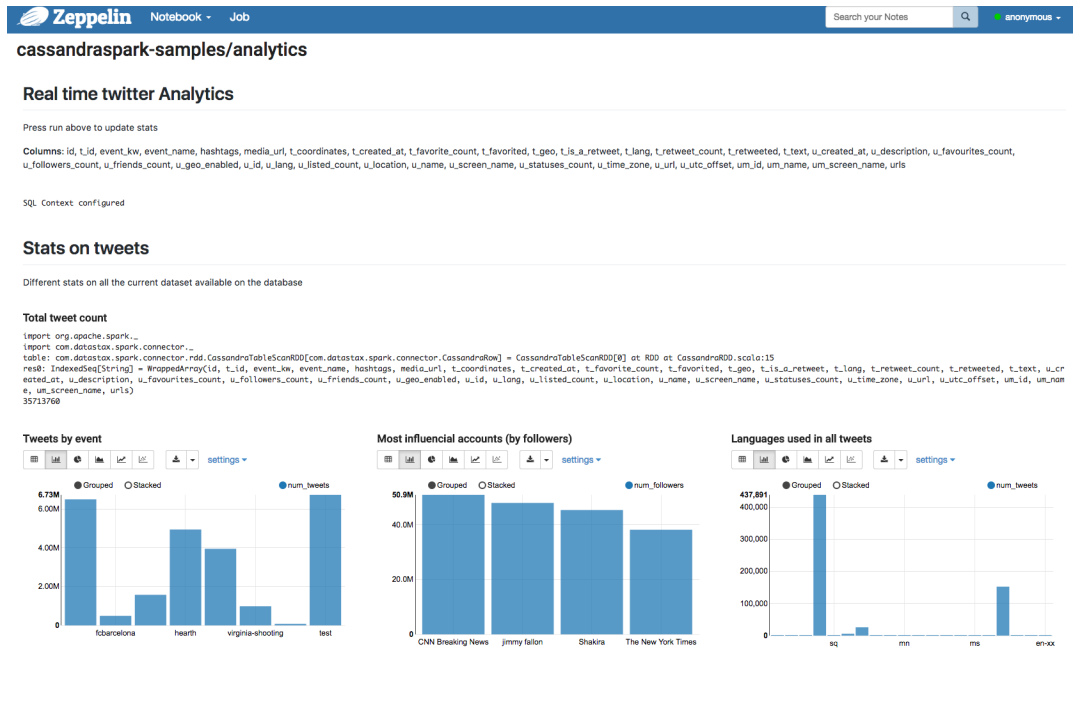 Zeppelin Notebook Job Search your Notes anonymous
cassandraspark-samples/analytics
Real time twitter Analytics
Press run above to update stats
Columns: id, t_id, event_kw, event_name, hashtags, media_url, t_coordinates, t_created_at, t_favorite_count, t_favorited, t_geo, t_is_a_retweet, t_lang, t_retweet_count, t_retweeted, t_text, u_created_at, u_description, u_favourites_count,
u_followers_count, u_friends_count, u_geo_enabled, u_id, u_lang, u_listed_count, u_location, u_name, u_screen_name, u_statuses_count, u_time_zone, u_url, u_utc_offset, um_id, um_name, um_screen_name, urls
SQL Context configured
Stats on tweets
Different stats on all the current dataset available on the database
Total tweet count
import org.apache.spark._
import com.datastax.spark.connector._
table: com.datastax.spark.connector.rdd.CassandraTableScanRDD[com.datastax.spark.connector.CassandraRow] = CassandraTableScanRDD[0] at RDD at CassandraRDD.scala:15
res0: IndexedSeq[String] = WrappedArray(id, t_id, event_kw, event_name, hashtags, media_url, t_coordinates, t_created_at, t_favorite_count, t_favorited, t_geo, t_is_a_retweet, t_lang, t_retweet_count, t_retweeted, t_text, u_cr
eated_at, u_description, u_favourites_count, u_followers_count, u_friends_count, u_geo_enabled, u_id, u_lang, u_listed_count, u_location, u_name, u_screen_name, u_statuses_count, u_time_zone, u_url, u_utc_offset, um_id, um_nam
e, um_screen_name, urls)
35713760
Tweets by event
settings
Grouped Stacked num_tweets
6.73M
6.00M
4.00M
2.00M
0
fcbarcelona hearth virginia-shooting test
Most influencial accounts (by followers)
settings
Grouped Stacked num_followers
50.9M
40.0M
20.0M
0
CNN Breaking News jimmy fallon Shakira The New York Times
Languages used in all tweets
settings
Grouped Stacked num_tweets
437,891
400,000
300,000
200,000
100,000
0
sq mn ms en-xx